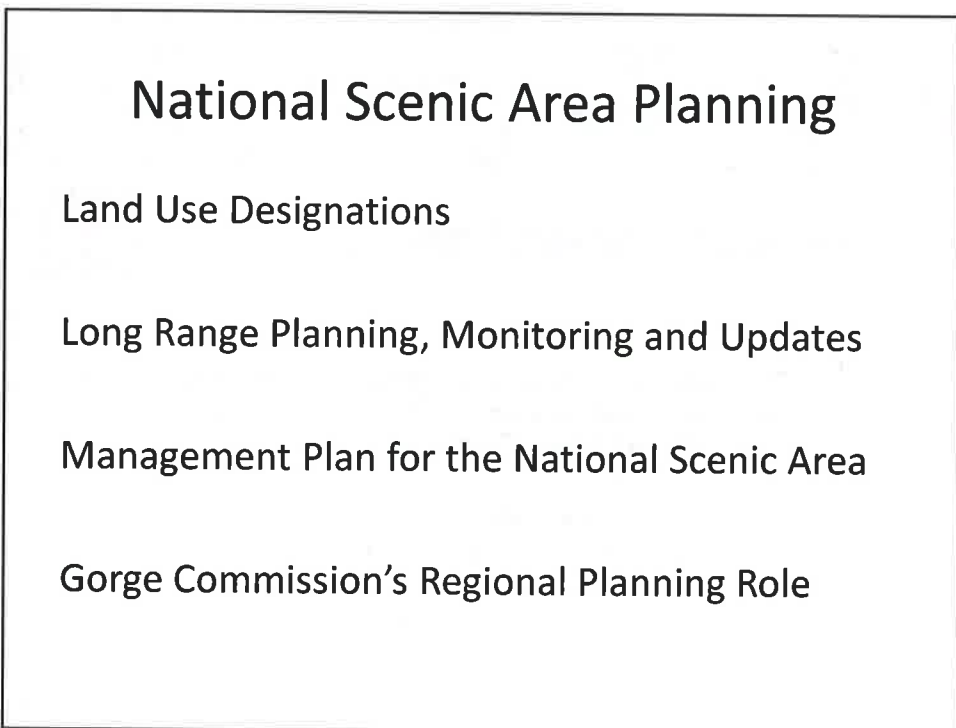 National Scenic Area Planning
Land Use Designations
Long Range Planning, Monitoring and Updates
Management Plan for the National Scenic Area
Gorge Commission’s Regional Planning Role